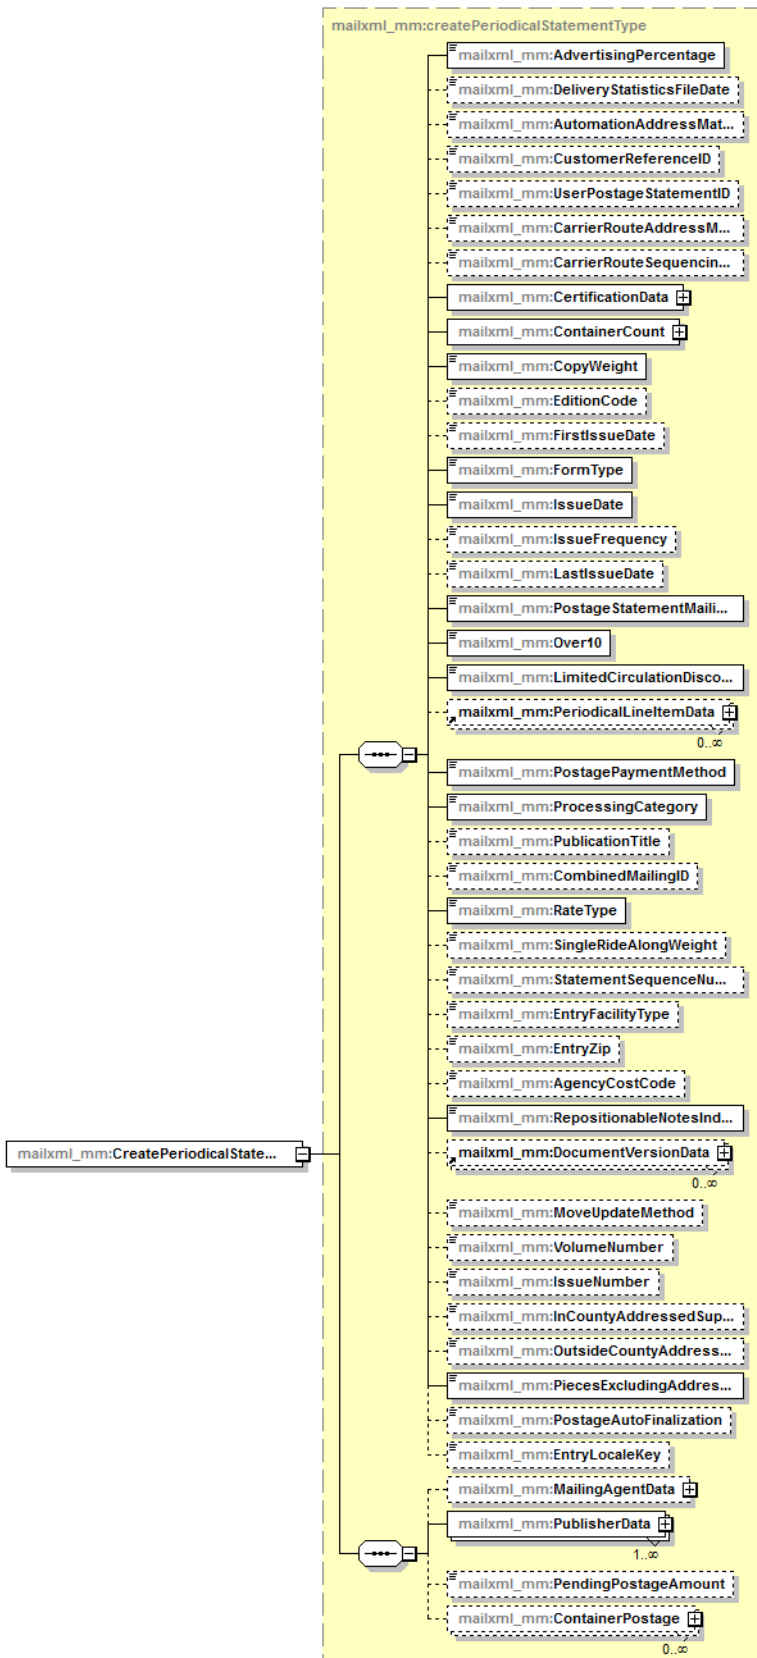 mailxml_mm:createPeriodicalStatementType
mailxml_mm:AdvertisingPercentage
mailxml_mm:DeliveryStatisticsFileDate
mailxml_mm:AutomationAddressMat...
mailxml_mm:CustomerReferenceID
mailxml_mm:UserPostageStatementID
mailxml_mm:CarrierRouteAddressM...
mailxml_mm:CarrierRouteSequencin...
mailxml_mm:CertificationData
mailxml_mm:ContainerCount
mailxml_mm:CopyWeight
mailxml_mm:EditionCode
mailxml_mm:FirstIssueDate
mailxml_mm:FormType
mailxml_mm:IssueDate
mailxml_mm:IssueFrequency
mailxml_mm:LastIssueDate
mailxml_mm:PostageStatementMaili...
mailxml_mm:Over10
mailxml_mm:LimitedCirculationDisco...
mailxml_mm:PeriodicalLineItemData
0..∞
mailxml_mm:PostagePaymentMethod
mailxml_mm:ProcessingCategory
mailxml_mm:PublicationTitle
mailxml_mm:CombinedMailingID
mailxml_mm:RateType
mailxml_mm:SingleRideAlongWeight
mailxml_mm:StatementSequenceNu...
mailxml_mm:EntryFacilityType
mailxml_mm:EntryZip
mailxml_mm:AgencyCostCode
mailxml_mm:RepositionableNotesInd...
mailxml_mm:CreatePeriodicalState...
mailxml_mm:DocumentVersionData
0..∞
mailxml_mm:MoveUpdateMethod
mailxml_mm:VolumeNumber
mailxml_mm:IssueNumber
mailxml_mm:InCountyAddressedSup...
mailxml_mm:OutsideCountyAddress...
mailxml_mm:PiecesExcludingAddres...
mailxml_mm:PostageAutoFinalization
mailxml_mm:EntryLocaleKey
mailxml_mm:MailingAgentData
mailxml_mm:PublisherData
1..∞
mailxml_mm:PendingPostageAmount
mailxml_mm:ContainerPostage
0..∞